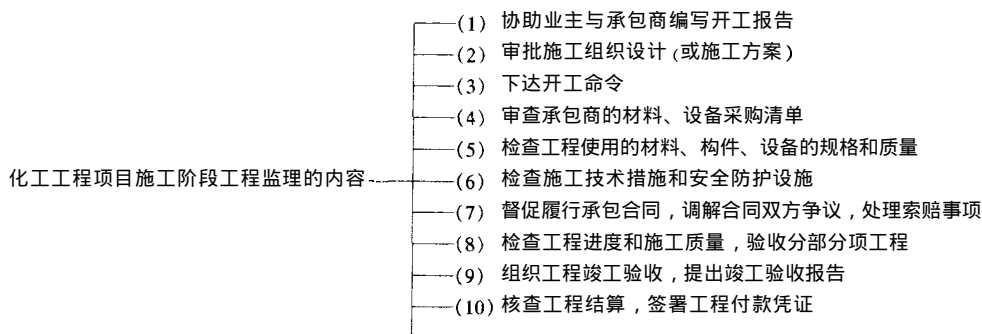 (1) 协助业主与承包商编写开工报告
(2) 审批施工组织设计(或施工方案)
(3) 下达开工命令
(4) 审查承包商的材料、设备采购清单
(5) 检查工程使用的材料、构件、设备的规格和质量
化工工程项目施工阶段工程监理的内容
(6) 检查施工技术措施和安全防护设施
(7) 督促履行承包合同,调解合同双方争议,处理索赔事项
(8) 检查工程进度和施工质量,验收分部分项工程
(9) 组织工程竣工验收,提出竣工验收报告
(10) 核查工程结算,签署工程付款凭证